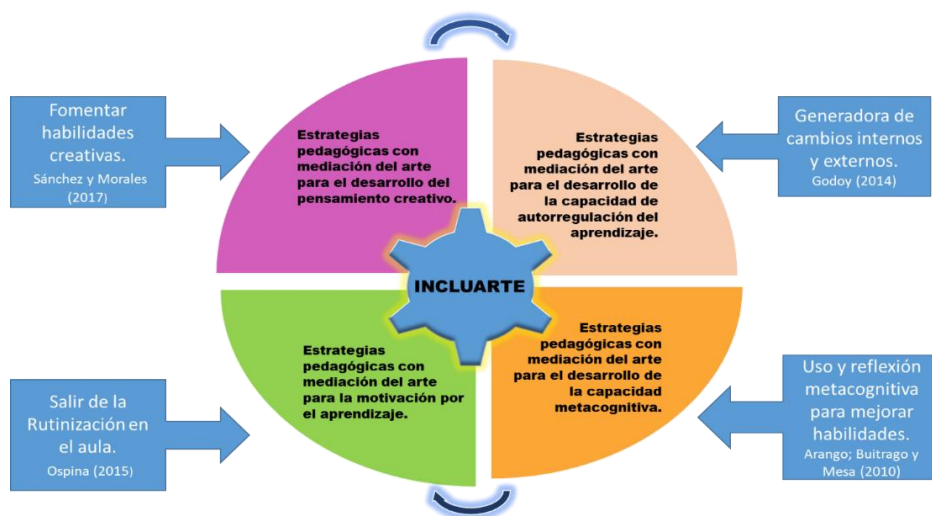 Fomentar
habilidades
creativas.
Sánchez y Morales
(2017)
Estrategias
pedagógicas con
mediación del arte
para el desarrollo del
pensamiento creativo.
Estrategias
pedagógicas con
mediación del arte
para el desarrollo de
la capacidad de
autorregulación del
aprendizaje.
Generadora de
cambios internos
y externos.
Godoy (2014)
INCLUARTE
Salir de la
Rutinización en
el aula.
Ospina (2015)
Estrategias
pedagógicas con
mediación del arte
para la motivación por
el aprendizaje.
Estrategias
pedagógicas con
mediación del arte
para el desarrollo de
la capacidad
metacognitiva.
Uso y reflexión
metacognitiva
para mejorar
habilidades.
Arango; Buitrago y
Mesa (2010)